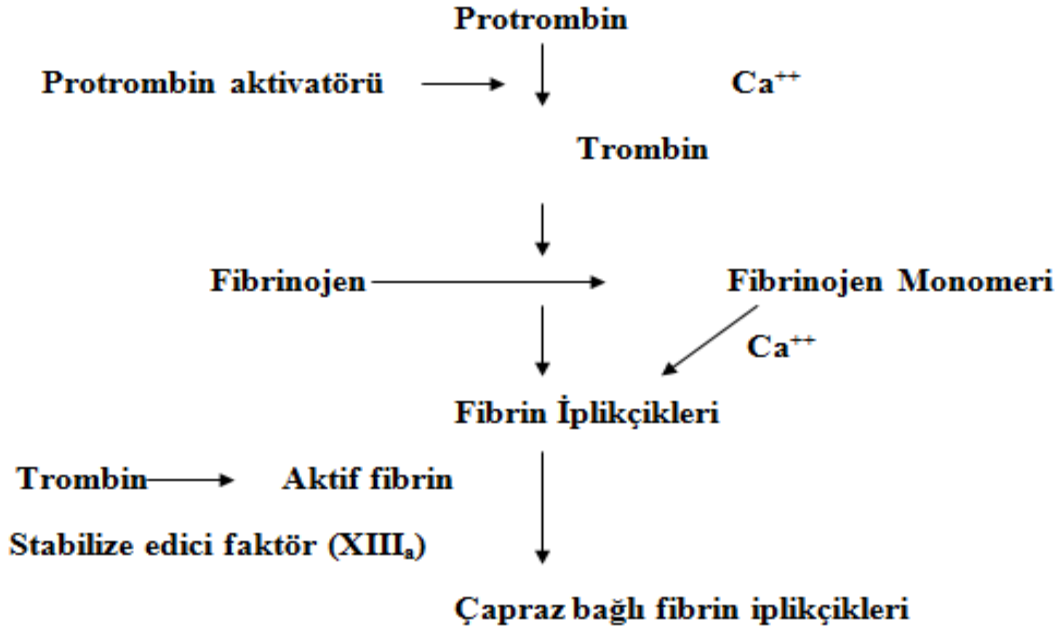 Protrombin
Protrombin aktivatörü Ca⁺⁺
Trombin
Fibrinojen Fibrinojen Monomeri
Ca⁺⁺
Fibrin İplikçikleri
Trombin Aktif fibrin
Stabilize edici faktör (XIIIₐ)
Çapraz bağlı fibrin iplikçikleri